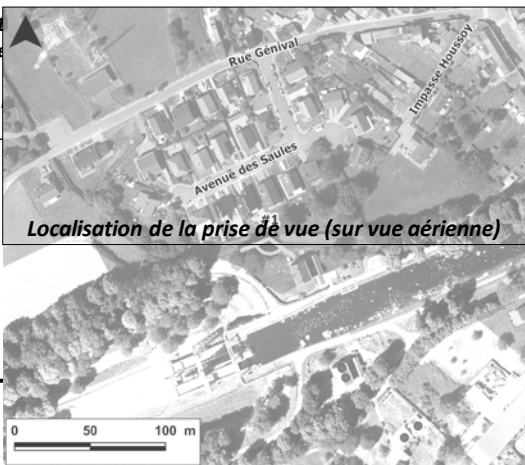 Rue Génival
Impasse Houssoy
Avenue des Saules
#1
Localisation de la prise de vue (sur vue aérienne)
0 50 100 m